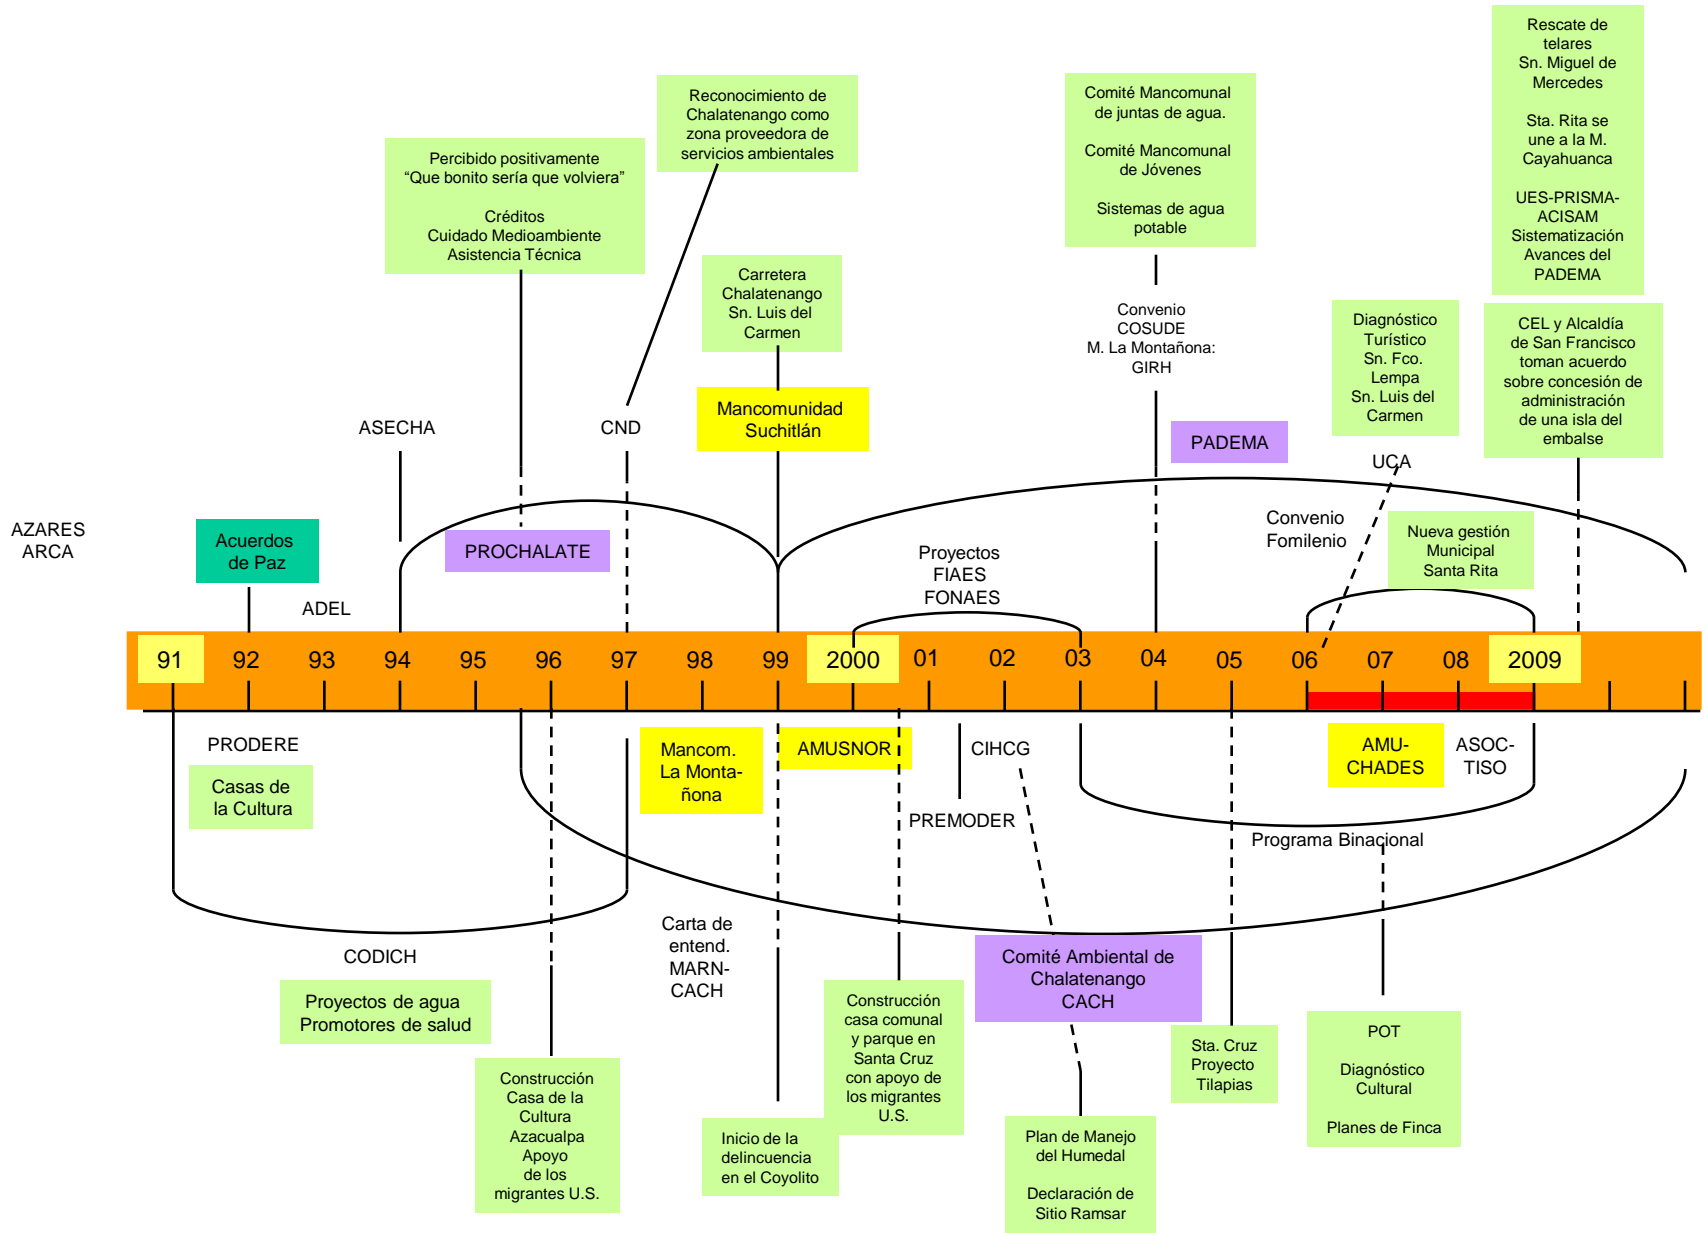 Rescate de
telares
Sn. Miguel de
Mercedes
Sta. Rita se
une a la M.
Cayahuanca
UES-PRISMA-
ACISAM
Sistematización
Avances del
PADEMA
Reconocimiento de
Chalatenango como
zona proveedora de
servicios ambientales
Comité Mancomunal
de juntas de agua.
Comité Mancomunal
de Jóvenes
Sistemas de agua
potable
Percibido positivamente
“Que bonito sería que volviera”
Créditos
Cuidado Medioambiente
Asistencia Técnica
Carretera
Chalatenango
Sn. Luis del
Carmen
Convenio
COSUDE
M. La Montañona:
GIRH
Diagnóstico
Turístico
Sn. Fco.
Lempa
Sn. Luis del
Carmen
CEL y Alcaldía
de San Francisco
toman acuerdo
sobre concesión de
administración
de una isla del
embalse
ASECHA
CND
Mancomunidad
Suchitlán
PADEMA
UCA
AZARES
ARCA
Acuerdos
de Paz
PROCHALATE
Proyectos
FIAES
FONAES
Convenio
Fomilenio
Nueva gestión
Municipal
Santa Rita
ADEL
91
92
93
94
95
96
97
98
99
2000
01
02
03
04
05
06
07
08
2009
PRODERE
Casas de
la Cultura
Mancom.
La Monta-
ñona
AMUSNOR
CIHCG
PREMODER
AMU-
CHADES
ASOC-
TISO
Programa Binacional
CODICH
Proyectos de agua
Promotores de salud
Carta de
entend.
MARN-
CACH
Comité Ambiental de
Chalatenango
CACH
Construcción
casa comunal
y parque en
Santa Cruz
con apoyo de
los migrantes
U.S.
Sta. Cruz
Proyecto
Tilapias
POT
Diagnóstico
Cultural
Planes de Finca
Construcción
Casa de la
Cultura
Azacualpa
Apoyo
de los
migrantes U.S.
Inicio de la
delincuencia
en el Coyolito
Plan de Manejo
del Humedal
Declaración de
Sitio Ramsar